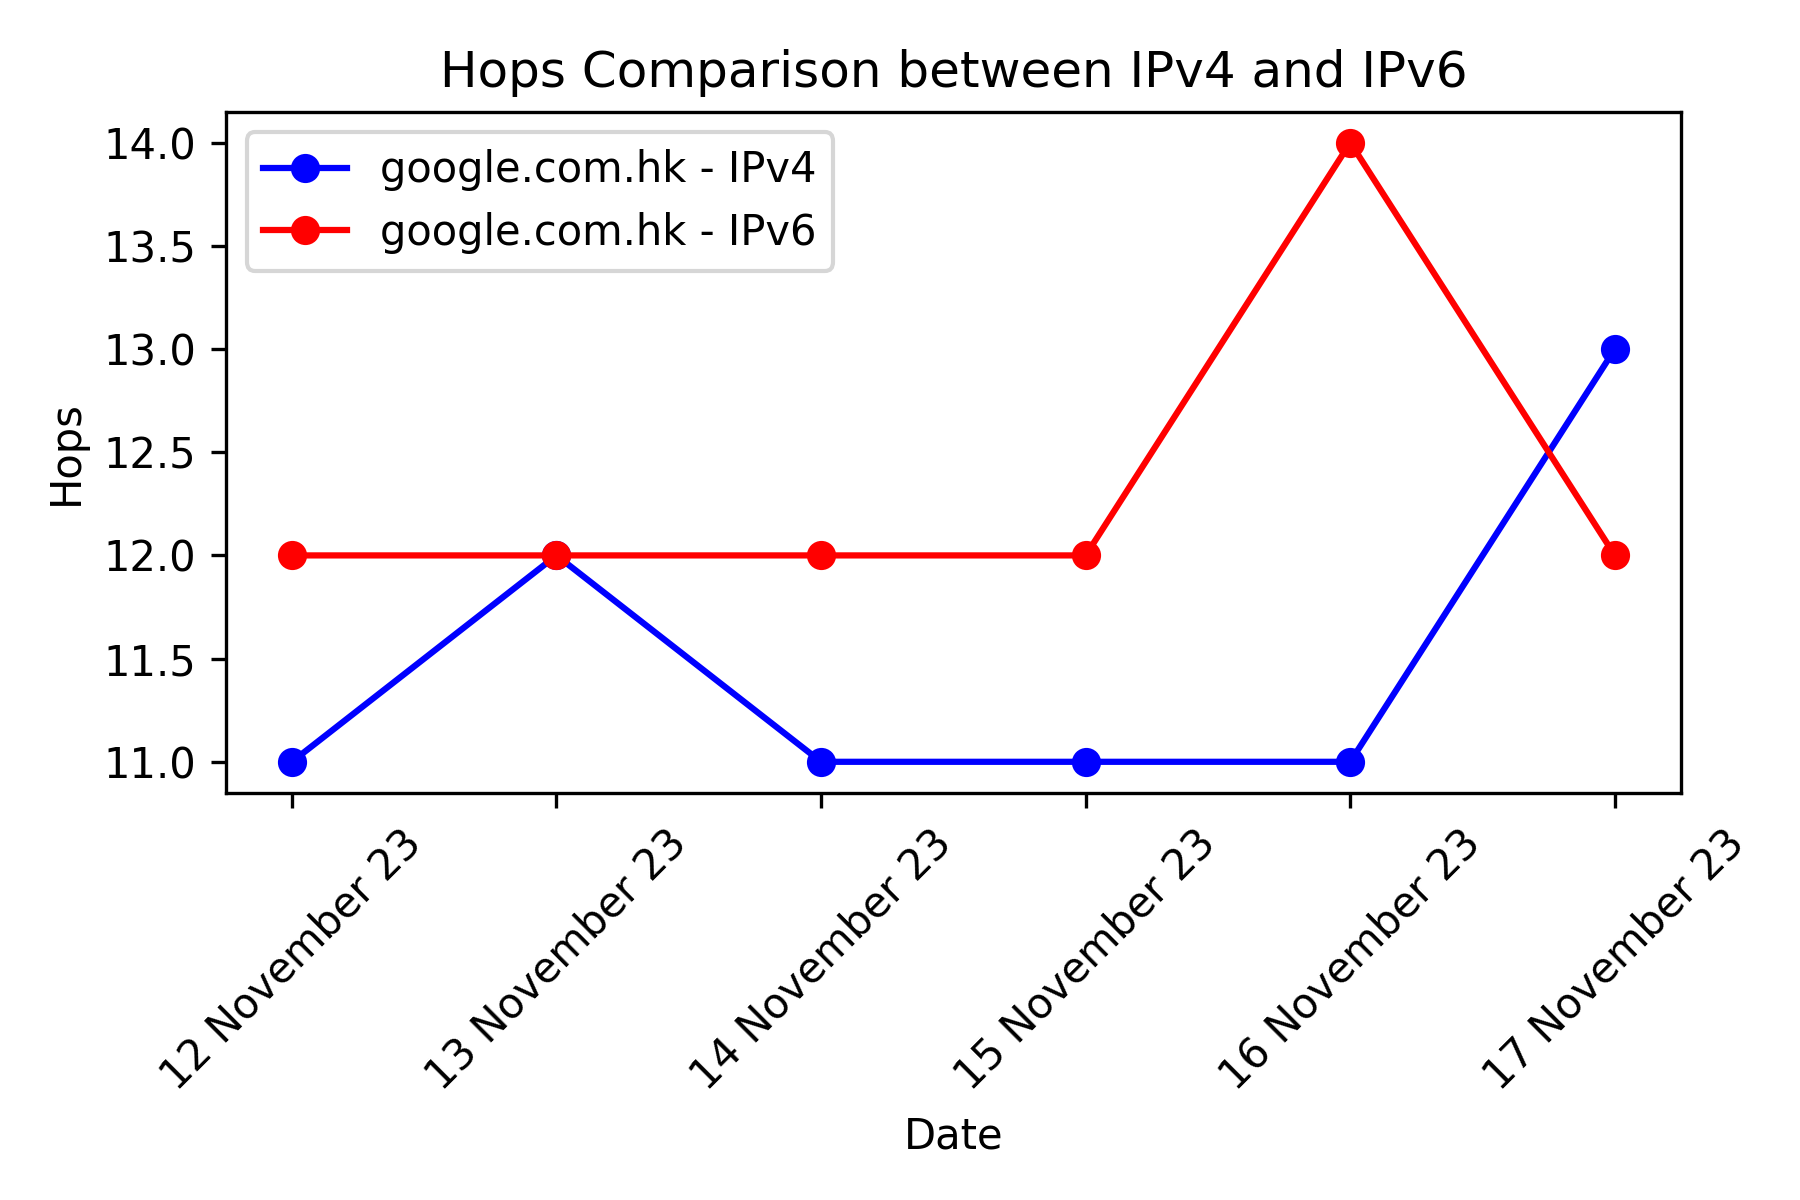 Hops Comparison between IPv4 and IPv6
google.com.hk - IPv4
google.com.hk - IPv6
14.0
13.5
13.0
12.5
12.0
11.5
11.0
Hops
12 November 23
13 November 23
14 November 23
15 November 23
16 November 23
17 November 23
Date